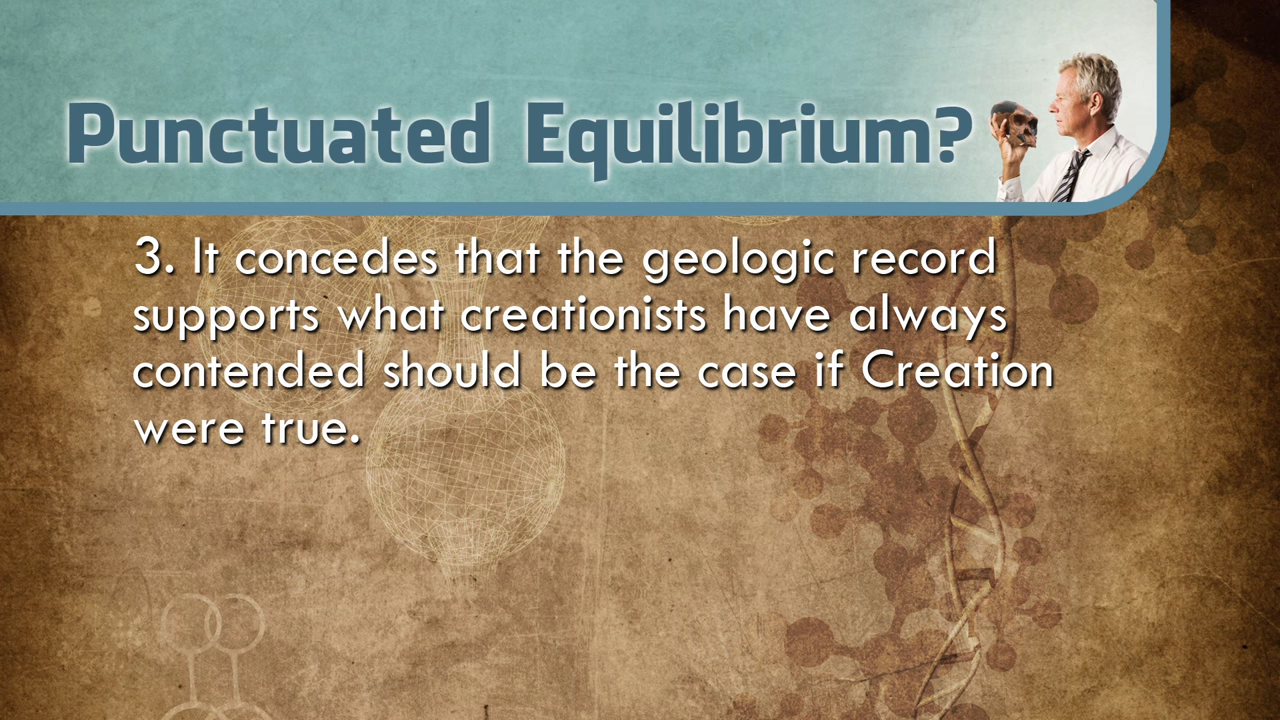 Punctuated Equilibrium?
3. It concedes that the geologic record
supports what creationists have always
contended should be the case if Creation
were true.